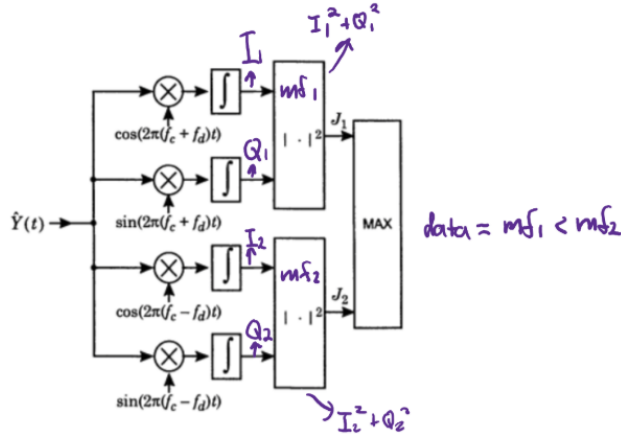 I₁² + Q₁²
I₁
mf₁
∫
cos(2π(f_c + f_d)t)
J₁
| · |²
Q₁
∫
sin(2π(f_c + f_d)t)
Ŷ(t)
MAX
data = mf₁ < mf₂
I₂
mf₂
∫
cos(2π(f_c − f_d)t)
J₂
| · |²
Q₂
∫
sin(2π(f_c − f_d)t)
I₂² + Q₂²